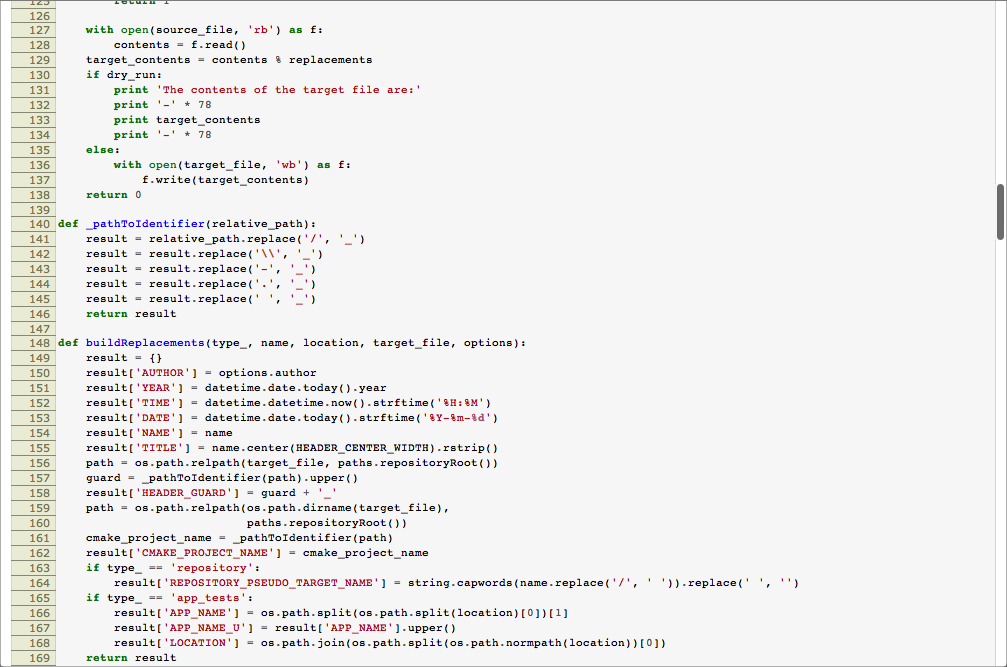 125         return 1
126
127     with open(source_file, 'rb') as f:
128         contents = f.read()
129     target_contents = contents % replacements
130     if dry_run:
131         print 'The contents of the target file are:'
132         print '-' * 78
133         print target_contents
134         print '-' * 78
135     else:
136         with open(target_file, 'wb') as f:
137             f.write(target_contents)
138     return 0
139
140 def _pathToIdentifier(relative_path):
141     result = relative_path.replace('/', '_')
142     result = result.replace('\\', '_')
143     result = result.replace('-', '_')
144     result = result.replace('.', '_')
145     result = result.replace(' ', '_')
146     return result
147
148 def buildReplacements(type_, name, location, target_file, options):
149     result = {}
150     result['AUTHOR'] = options.author
151     result['YEAR'] = datetime.date.today().year
152     result['TIME'] = datetime.datetime.now().strftime('%H:%M')
153     result['DATE'] = datetime.date.today().strftime('%Y-%m-%d')
154     result['NAME'] = name
155     result['TITLE'] = name.center(HEADER_CENTER_WIDTH).rstrip()
156     path = os.path.relpath(target_file, paths.repositoryRoot())
157     guard = _pathToIdentifier(path).upper()
158     result['HEADER_GUARD'] = guard + '_'
159     path = os.path.relpath(os.path.dirname(target_file),
160                            paths.repositoryRoot())
161     cmake_project_name = _pathToIdentifier(path)
162     result['CMAKE_PROJECT_NAME'] = cmake_project_name
163     if type_ == 'repository':
164         result['REPOSITORY_PSEUDO_TARGET_NAME'] = string.capwords(name.replace('/', ' ')).replace(' ', '')
165     if type_ == 'app_tests':
166         result['APP_NAME'] = os.path.split(os.path.split(location)[0])[1]
167         result['APP_NAME_U'] = result['APP_NAME'].upper()
168         result['LOCATION'] = os.path.join(os.path.split(os.path.normpath(location))[0])
169     return result